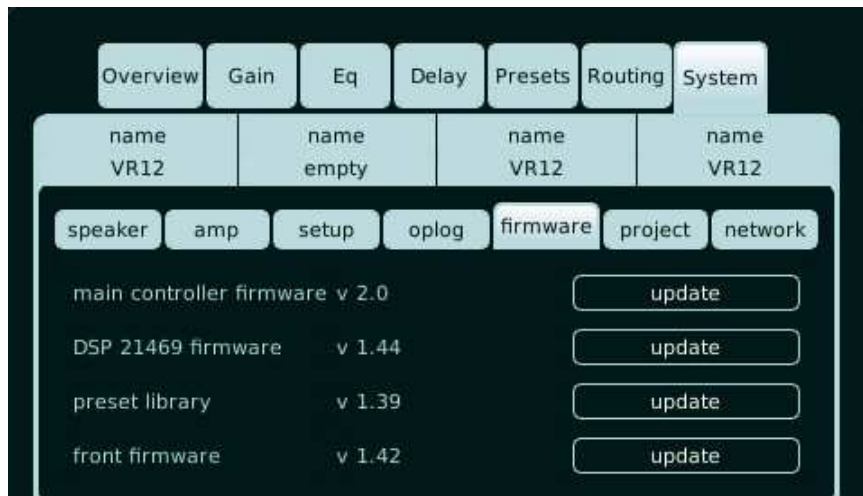 Overview Gain Eq Delay Presets Routing System
name name name name
VR12 empty VR12 VR12
speaker amp setup oplog firmware project network
main controller firmware v 2.0 update
DSP 21469 firmware v 1.44 update
preset library v 1.39 update
front firmware v 1.42 update